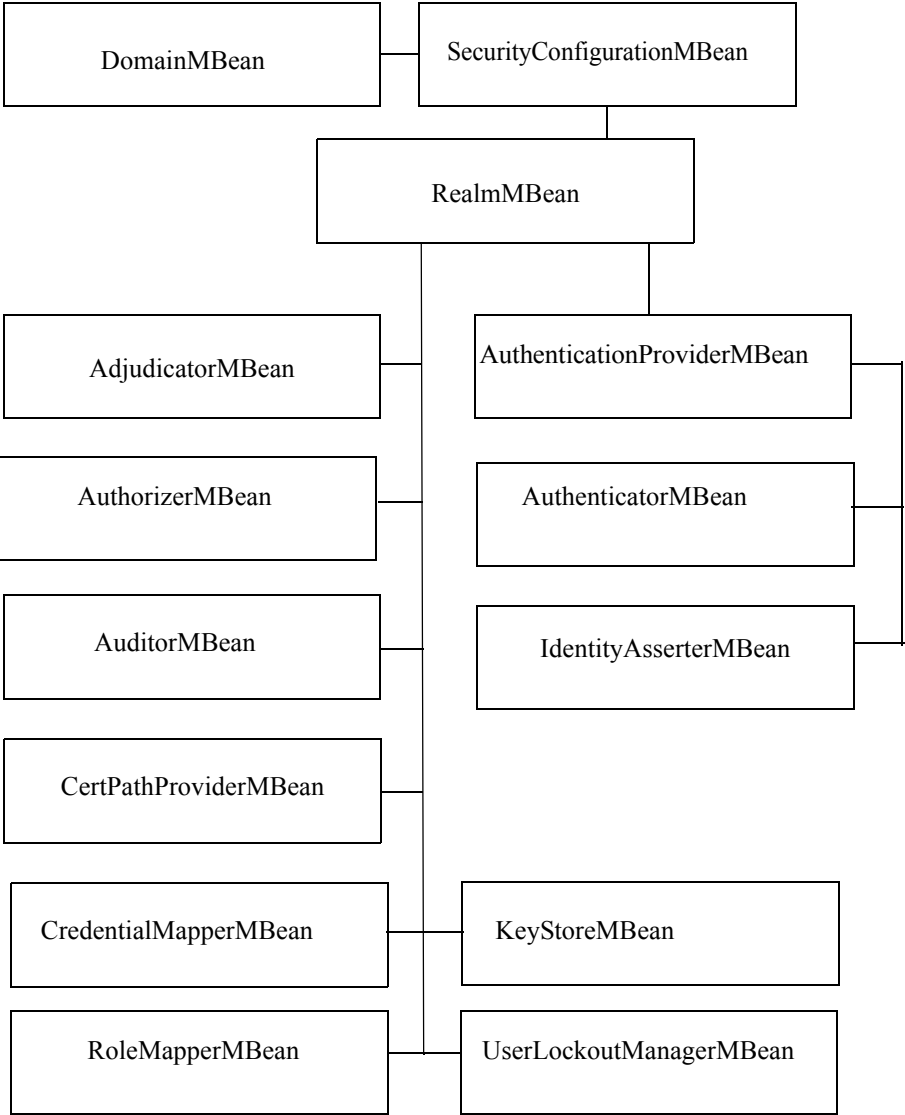 DomainMBean
SecurityConfigurationMBean
RealmMBean
AdjudicatorMBean
AuthenticationProviderMBean
AuthorizerMBean
AuthenticatorMBean
AuditorMBean
IdentityAsserterMBean
CertPathProviderMBean
CredentialMapperMBean
KeyStoreMBean
RoleMapperMBean
UserLockoutManagerMBean